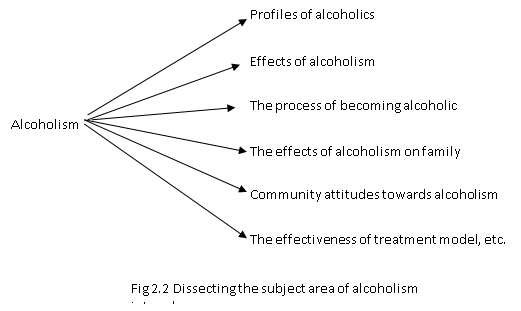 Profiles of alcoholics
Effects of alcoholism
The process of becoming alcoholic
Alcoholism
The effects of alcoholism on family
Community attitudes towards alcoholism
The effectiveness of treatment model, etc.
Fig 2.2 Dissecting the subject area of alcoholism